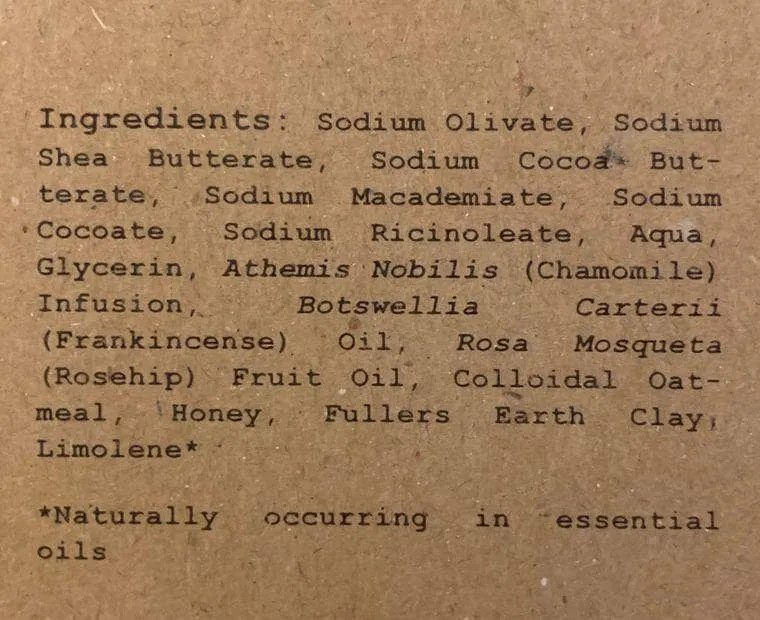 Ingredients: Sodium Olivate, Sodium
Shea Butterate, Sodium Cocoa But-
terate, Sodium Macademiate, Sodium
Cocoate, Sodium Ricinoleate, Aqua,
Glycerin, Athemis Nobilis (Chamomile)
Infusion, Botswellia Carterii
(Frankincense) Oil, Rosa Mosqueta
(Rosehip) Fruit Oil, Colloidal Oat-
meal, Honey, Fullers Earth Clay,
Limolene*
*Naturally occurring in essential
oils